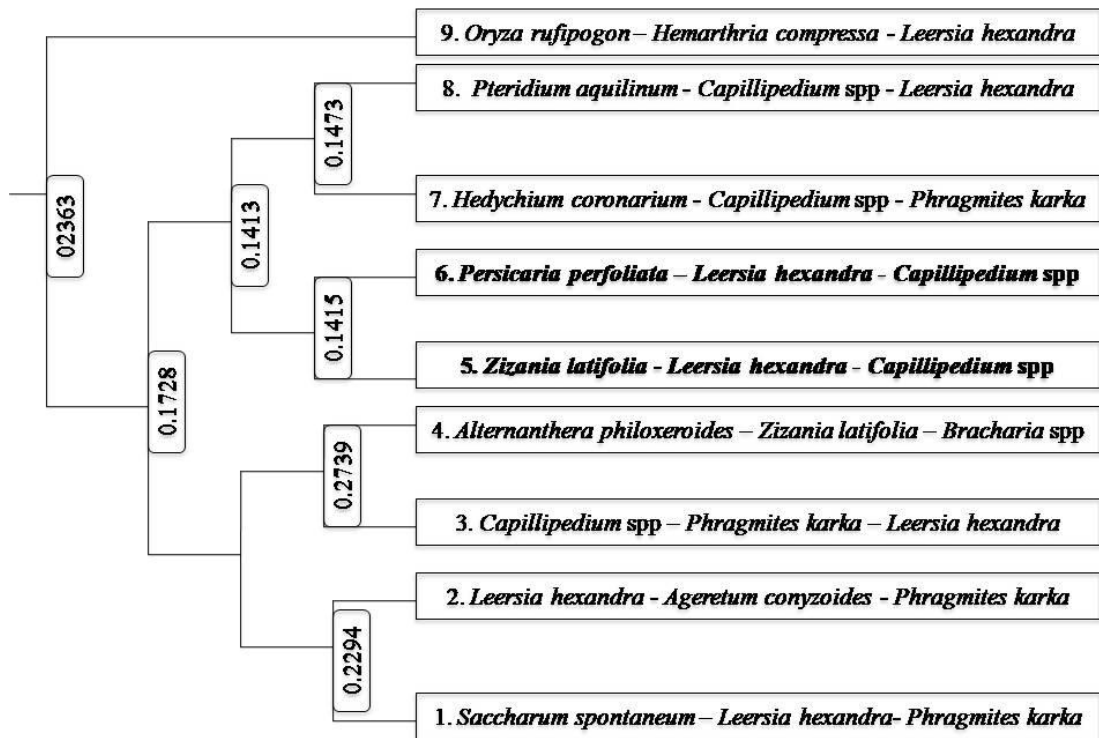 9. Oryza rufipogon – Hemarthria compressa - Leersia hexandra
8. Pteridium aquilinum - Capillipedium spp - Leersia hexandra
0.1473
7. Hedychium coronarium - Capillipedium spp - Phragmites karka
02363
0.1413
6. Persicaria perfoliata – Leersia hexandra - Capillipedium spp
0.1415
5. Zizania latifolia - Leersia hexandra - Capillipedium spp
0.1728
4. Alternanthera philoxeroides – Zizania latifolia – Bracharia spp
0.2739
3. Capillipedium spp – Phragmites karka – Leersia hexandra
2. Leersia hexandra - Ageretum conyzoides - Phragmites karka
0.2294
1. Saccharum spontaneum – Leersia hexandra- Phragmites karka